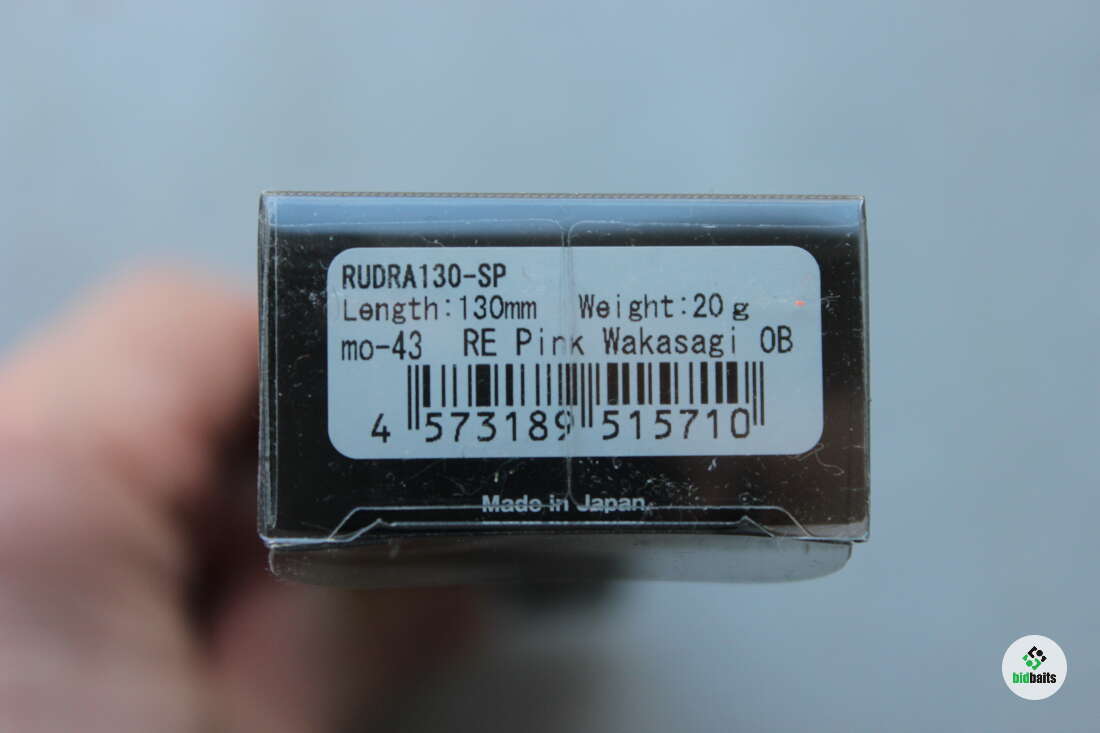 RUDRA130-SP
Length:130mm Weight:20g
mo-43 RE Pink Wakasagi OB
4 573189 515710
Made in Japan.
bidbaits